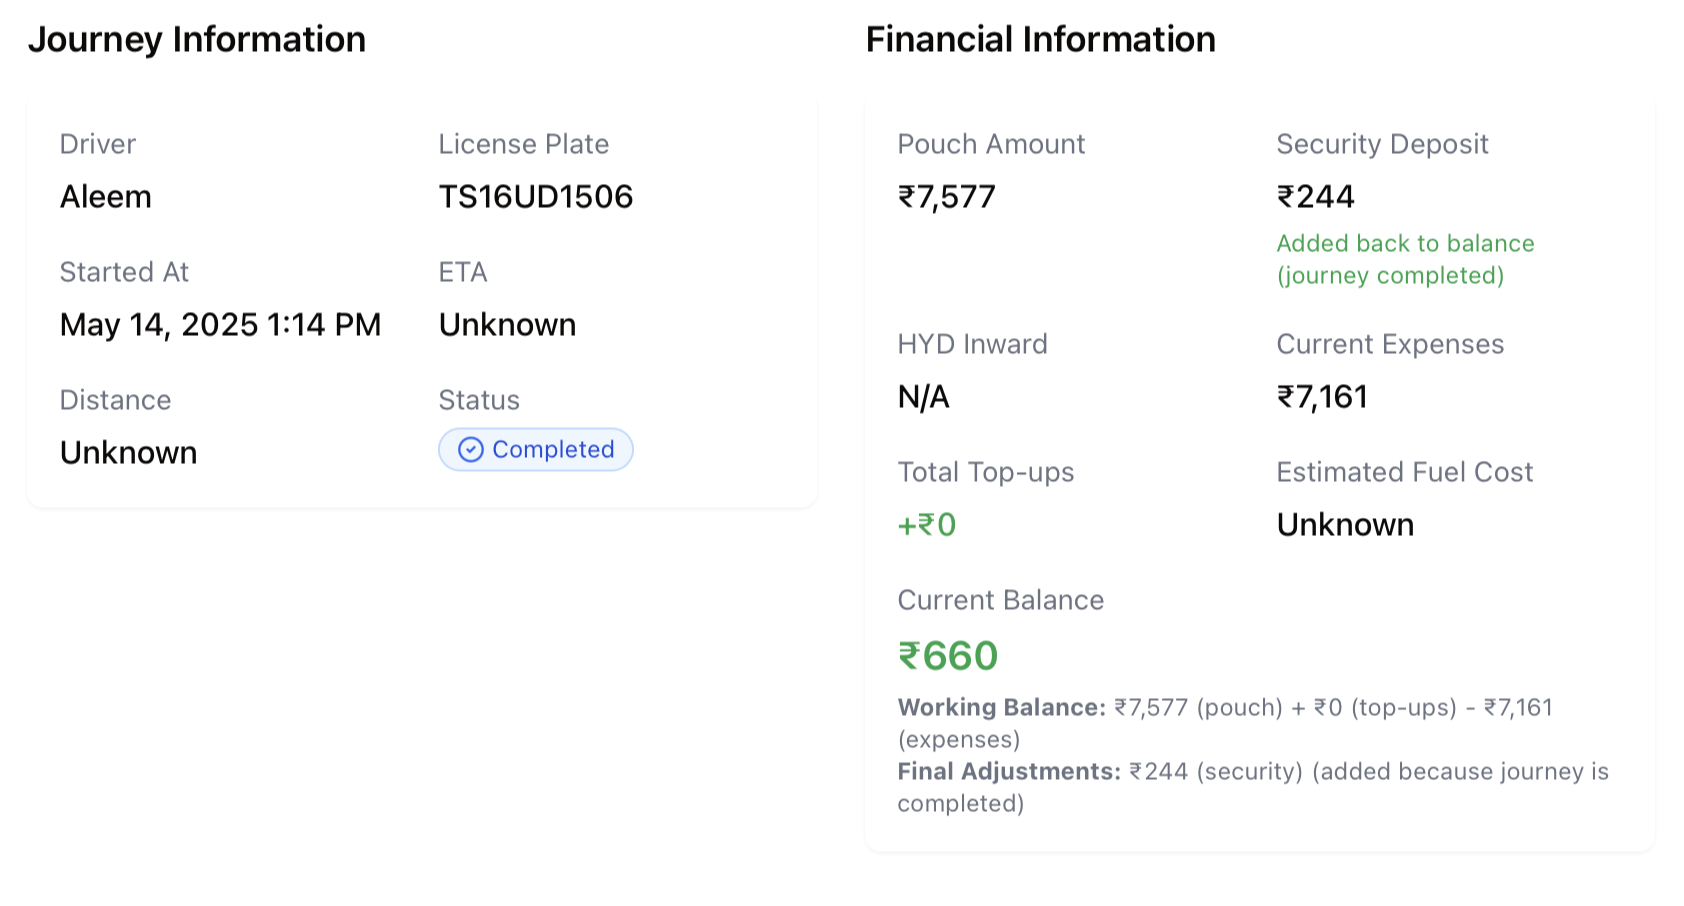 Journey Information
Driver
Aleem
License Plate
TS16UD1506
Started At
May 14, 2025 1:14 PM
ETA
Unknown
Distance
Unknown
Status
Completed
Financial Information
Pouch Amount
₹7,577
Security Deposit
₹244
Added back to balance
(journey completed)
HYD Inward
N/A
Current Expenses
₹7,161
Total Top-ups
+₹0
Estimated Fuel Cost
Unknown
Current Balance
₹660
Working Balance: ₹7,577 (pouch) + ₹0 (top-ups) - ₹7,161
(expenses)
Final Adjustments: ₹244 (security) (added because journey is
completed)